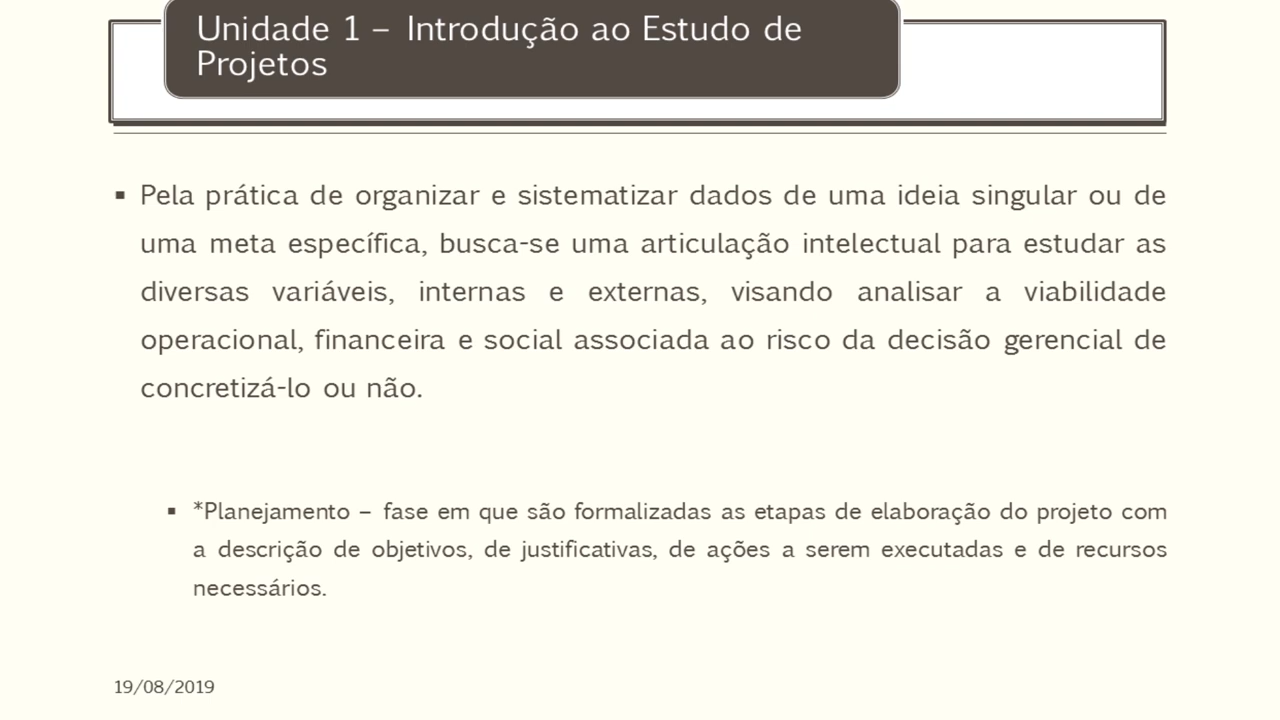 Unidade 1 – Introdução ao Estudo de
Projetos
▪ Pela prática de organizar e sistematizar dados de uma ideia singular ou de
uma meta específica, busca-se uma articulação intelectual para estudar as
diversas variáveis, internas e externas, visando analisar a viabilidade
operacional, financeira e social associada ao risco da decisão gerencial de
concretizá-lo ou não.
▪ *Planejamento – fase em que são formalizadas as etapas de elaboração do projeto com
a descrição de objetivos, de justificativas, de ações a serem executadas e de recursos
necessários.
19/08/2019